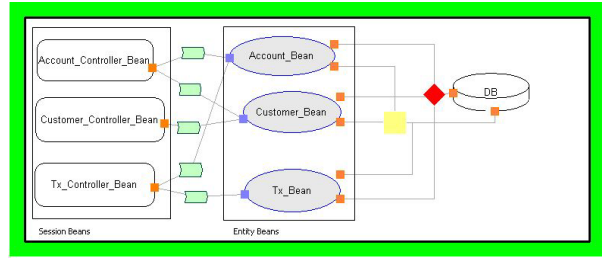 Account_Controller_Bean
Account_Bean
DB
Customer_Controller_Bean
Customer_Bean
Tx_Controller_Bean
Tx_Bean
Session Beans
Entity Beans